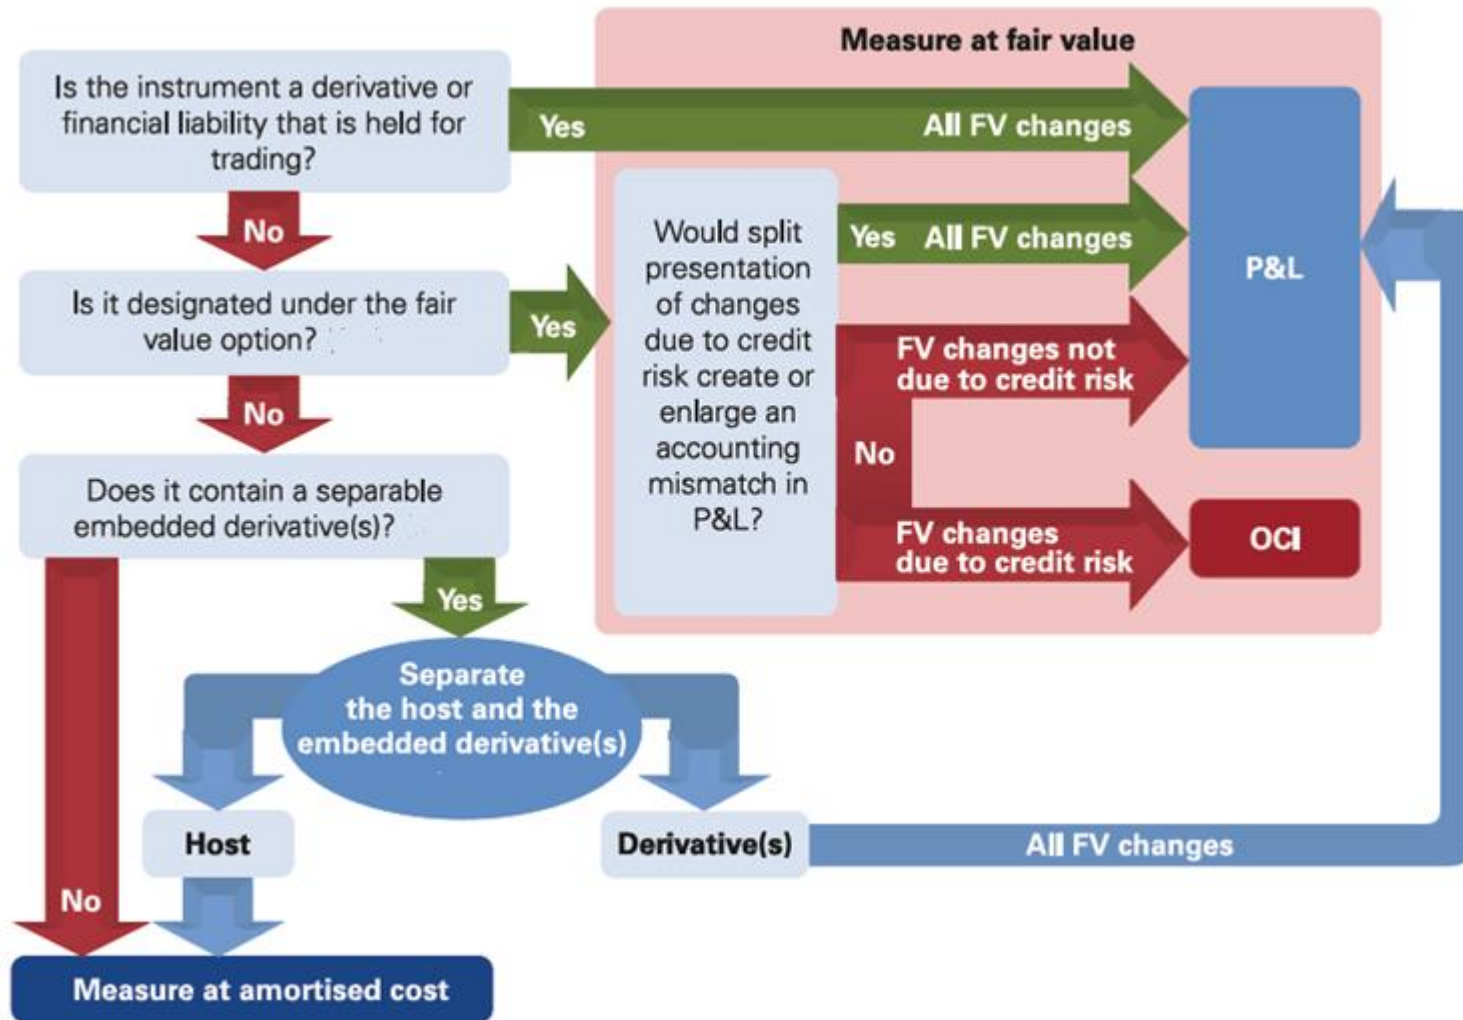 Measure at fair value
Is the instrument a derivative or
financial liability that is held for
trading?
Yes
All FV changes
No
Is it designated under the fair
value option?
Yes
Would split
presentation
of changes
due to credit
risk create or
enlarge an
accounting
mismatch in
P&L?
Yes
All FV changes
P&L
FV changes not
due to credit risk
No
FV changes
due to credit risk
OCI
No
Does it contain a separable
embedded derivative(s)?
Yes
Separate
the host and the
embedded derivative(s)
Host
Derivative(s)
All FV changes
No
Measure at amortised cost